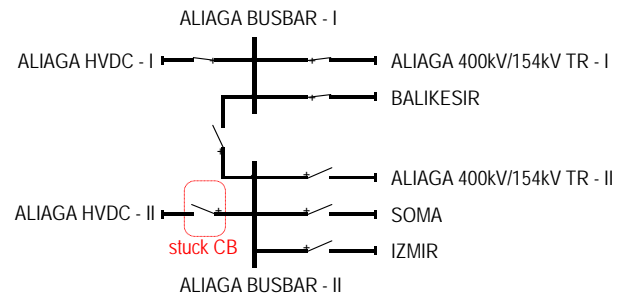 ALIAGA BUSBAR - I
ALIAGA HVDC - I
ALIAGA 400kV/154kV TR - I
BALIKESIR
ALIAGA 400kV/154kV TR - II
ALIAGA HVDC - II
SOMA
stuck CB
IZMIR
ALIAGA BUSBAR - II